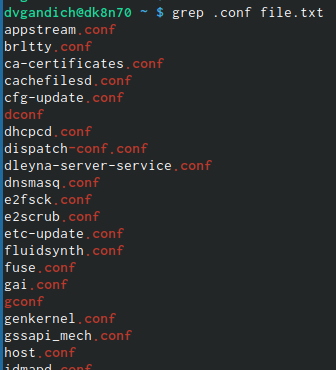 dvgandich@dk8n70 ~ $ grep .conf file.txt
appstream.conf
brltty.conf
ca-certificates.conf
cachefilesd.conf
cfg-update.conf
dconf
dhcpcd.conf
dispatch-conf.conf
dleyna-server-service.conf
dnsmasq.conf
e2fsck.conf
e2scrub.conf
etc-update.conf
fluidsynth.conf
fuse.conf
gai.conf
gconf
genkernel.conf
gssapi_mech.conf
host.conf
idmapd.conf